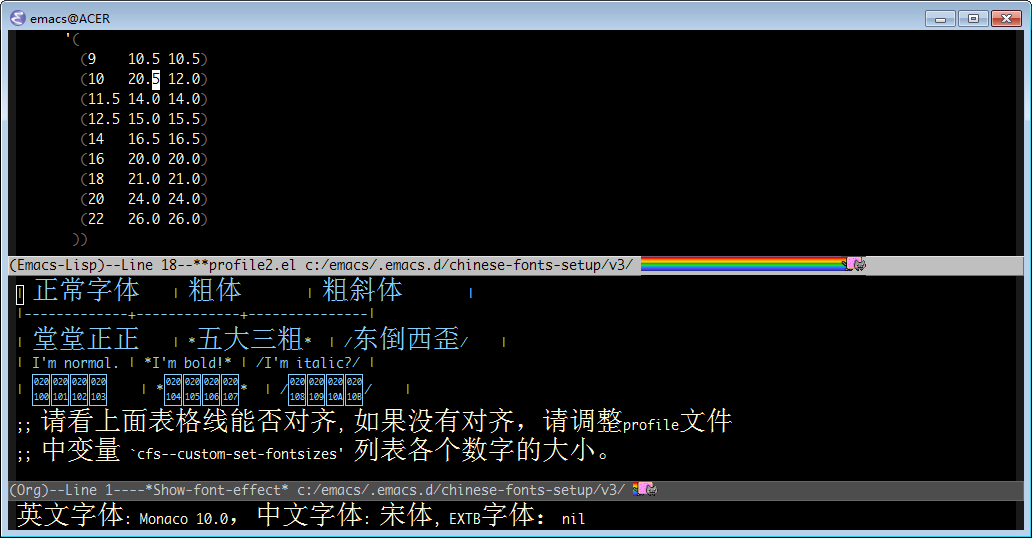 emacs@ACER
'(
(9 10.5 10.5)
(10 20.5 12.0)
(11.5 14.0 14.0)
(12.5 15.0 15.5)
(14 16.5 16.5)
(16 20.0 20.0)
(18 21.0 21.0)
(20 24.0 24.0)
(22 26.0 26.0)
))
(Emacs-Lisp)--Line 18--**profile2.el c:/emacs/.emacs.d/chinese-fonts-setup/v3/
| 正常字体 | 粗体 | 粗斜体 |
|-------------+-------------+---------------|
| 堂堂正正 | *五大三粗* | /东倒西歪/ |
| I'm normal. | *I'm bold!* | /I'm italic?/ |
| 020100 020101 020102 020103 | *020104 020105 020106 020107* | /020108 020109 02010A 02010B/ |
;; 请看上面表格线能否对齐, 如果没有对齐，请调整profile文件
;; 中变量 `cfs--custom-set-fontsizes' 列表各个数字的大小。
(Org)--Line 1----*Show-font-effect* c:/emacs/.emacs.d/chinese-fonts-setup/v3/
英文字体: Monaco 10.0，中文字体: 宋体, EXTB字体： nil